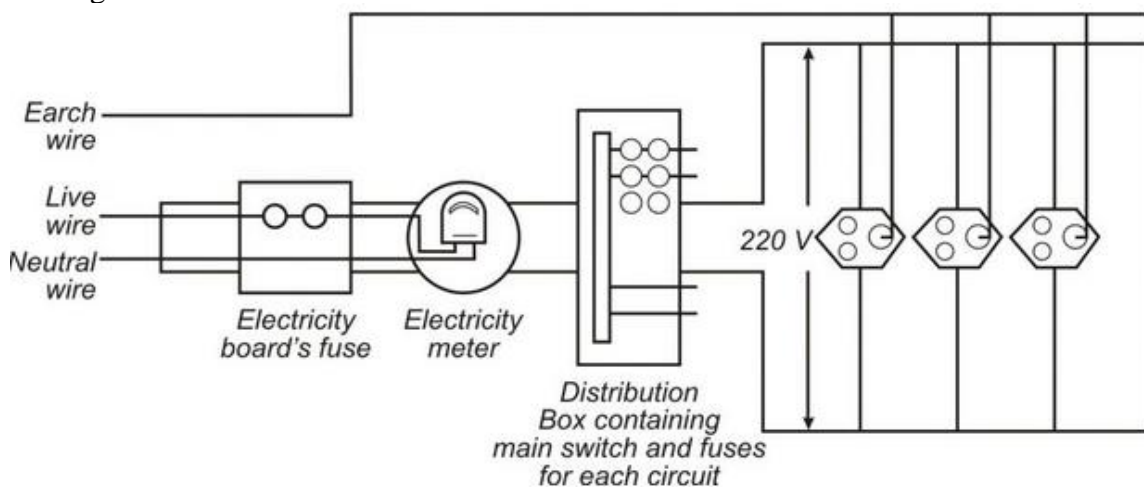 Earch
wire
Live
wire
Neutral
wire
Electricity
board's fuse
Electricity
meter
Distribution
Box containing
main switch and fuses
for each circuit
220 V